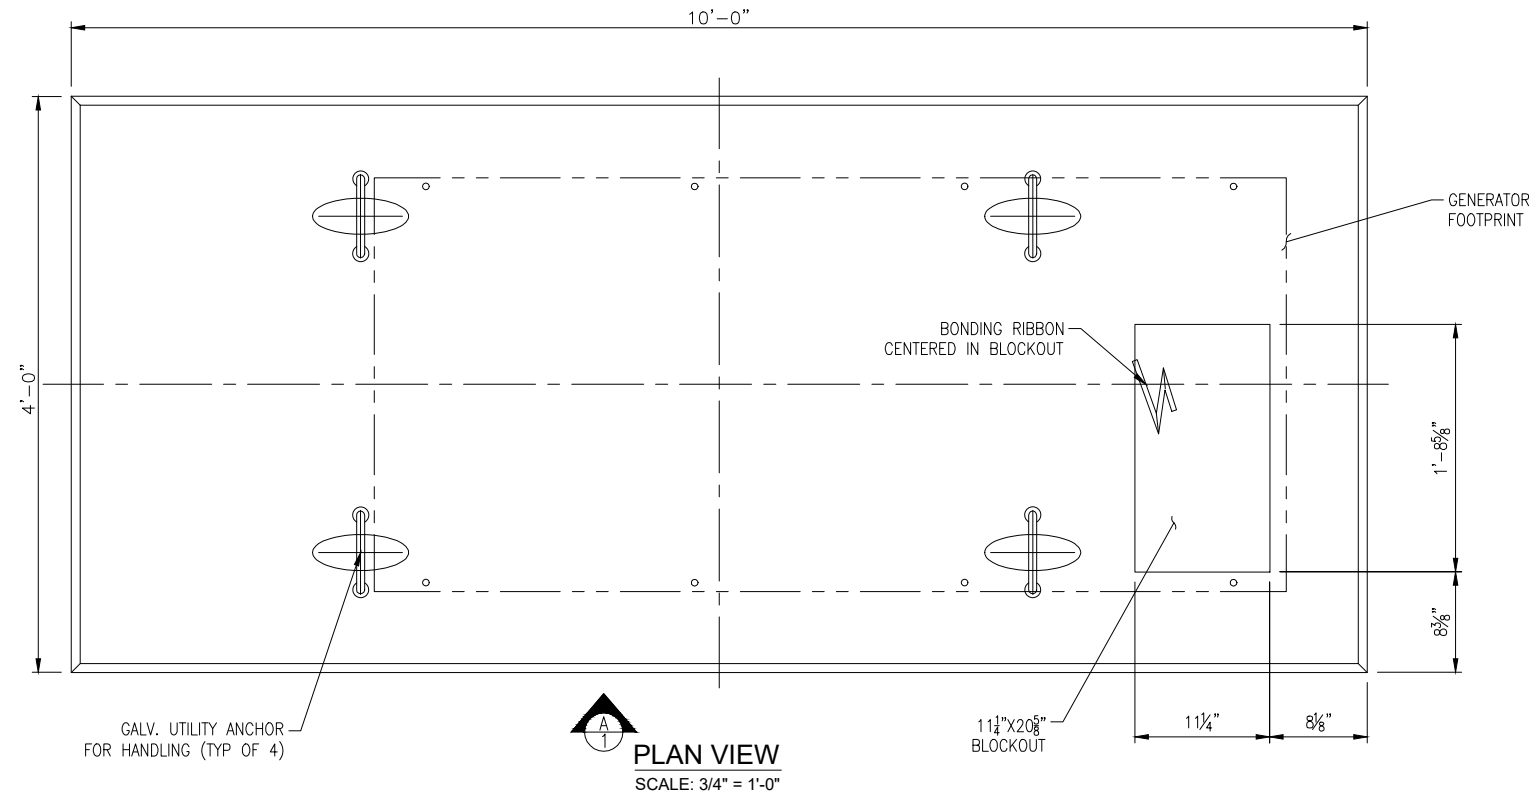 10'-0"
GENERATOR
FOOTPRINT
BONDING RIBBON
CENTERED IN BLOCKOUT
4'-0"
1'-8⅝"
8⅜"
GALV. UTILITY ANCHOR
FOR HANDLING (TYP OF 4)
A
1
PLAN VIEW
SCALE: 3/4" = 1'-0"
11¼"X20⅝"
BLOCKOUT
11¼"
8⅛"